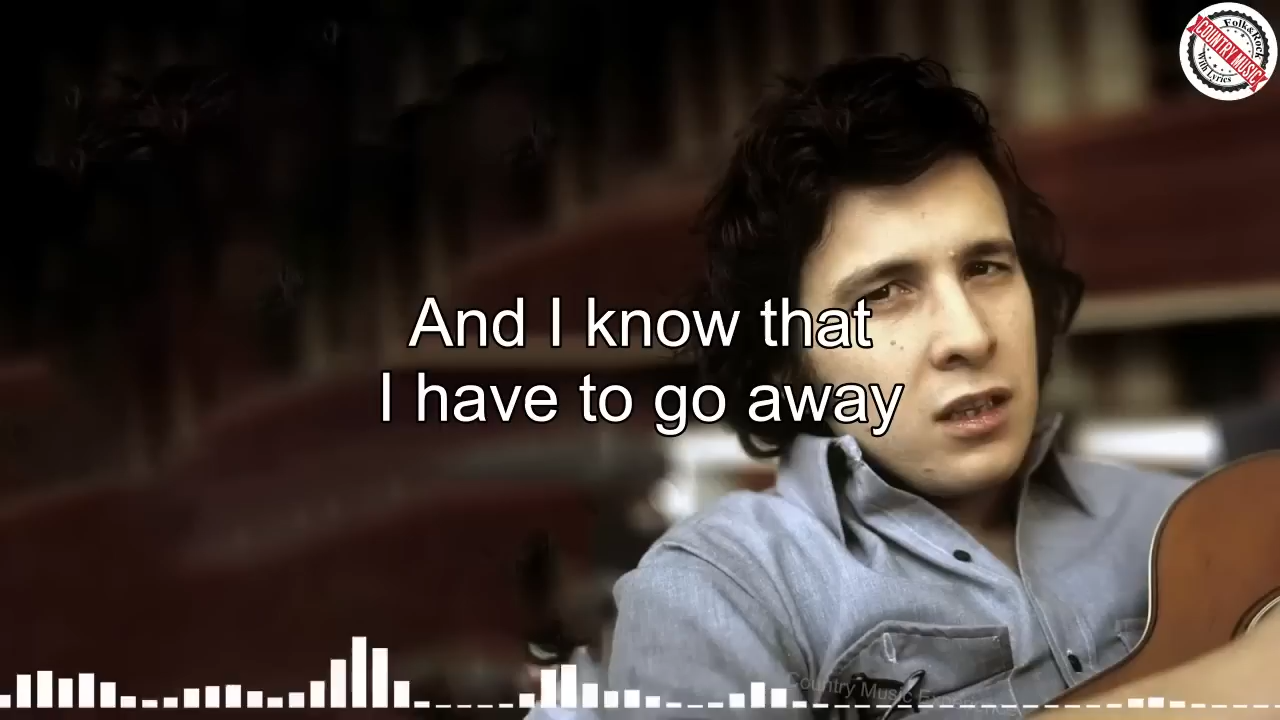 Folk&Rock
COUNTRY MUSIC
With Lyrics
And I know that
I have to go away
Country Music